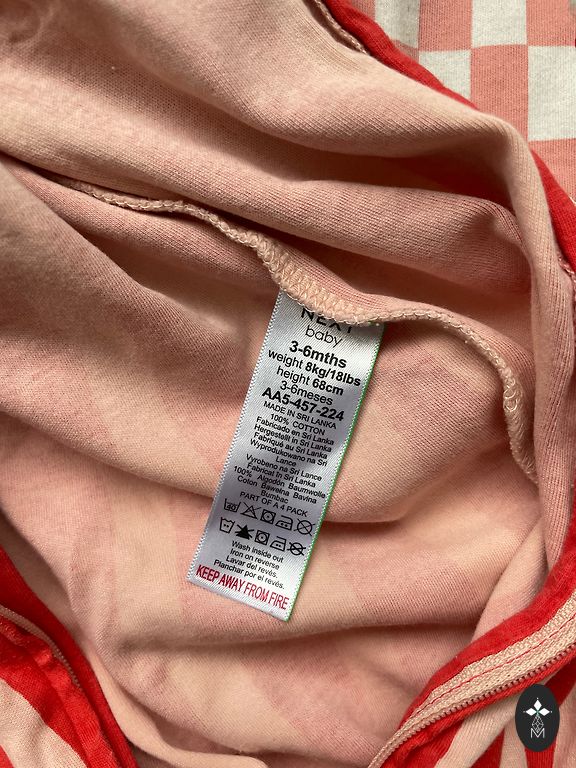 NEXT
baby
3-6mths
weight 8kg/18lbs
height 68cm
3-6meses
AA5-457-224
MADE IN SRI LANKA
100% COTTON
Fabricado en Sri Lanka
Hergestellt in Sri Lanka
Fabriqué au Sri Lanka
Wyprodukowano na Sri
Lance
Vyrobeno na Sri Lance
Fabricat în Sri Lanka
100% Algodón Baumwolle
Coton Bawełna Bavlna
Bumbac
PART OF A 4 PACK
40
Wash inside out
Iron on reverse
Lavar del revés.
Planchar por el revés.
KEEP AWAY FROM FIRE